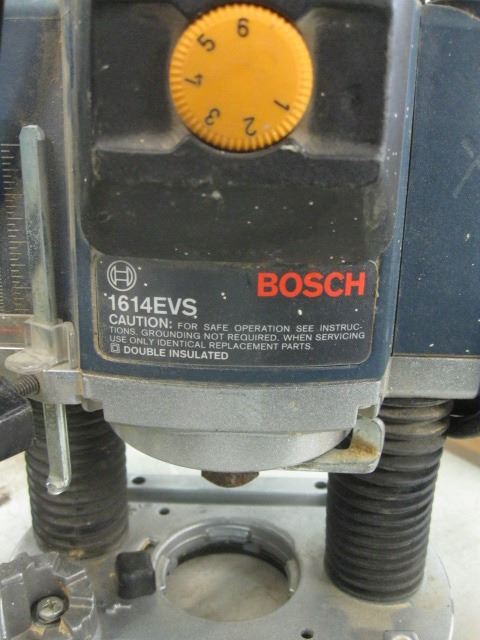 6
5
4
3
2
1
BOSCH
1614EVS
CAUTION: FOR SAFE OPERATION SEE INSTRUC-
TIONS. GROUNDING NOT REQUIRED. WHEN SERVICING
USE ONLY IDENTICAL REPLACEMENT PARTS.
DOUBLE INSULATED